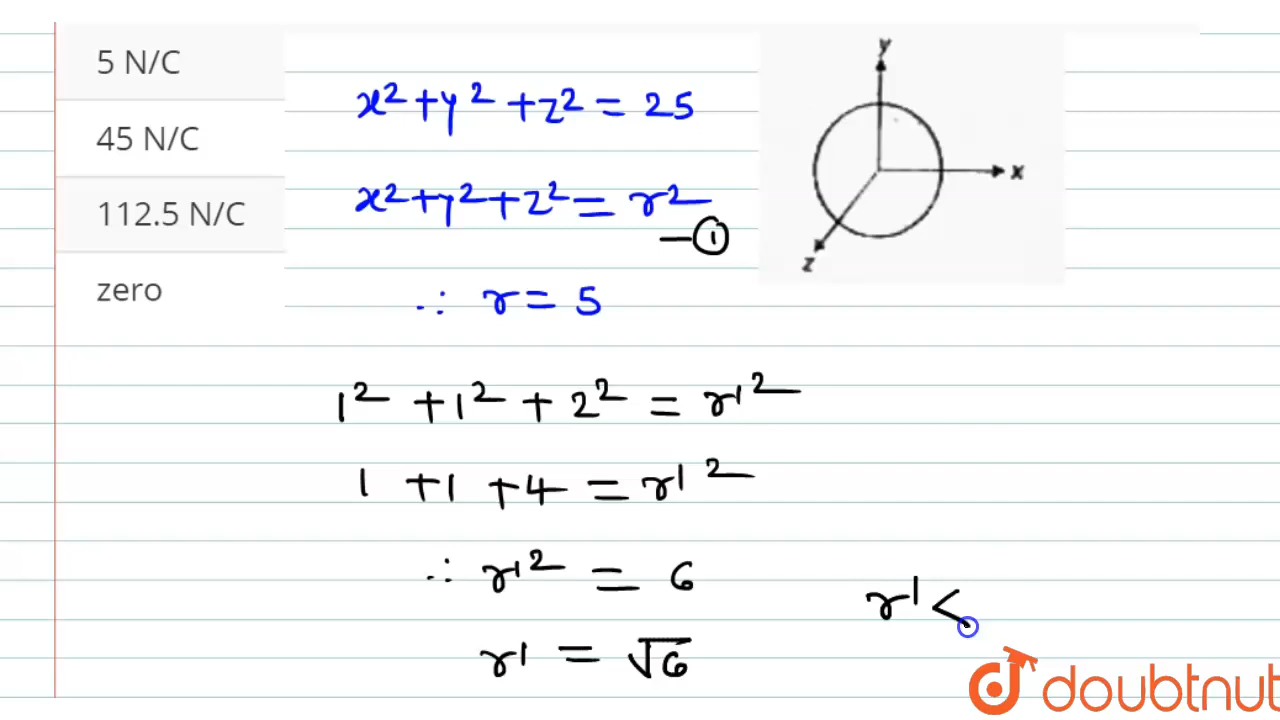 5 N/C
45 N/C
112.5 N/C
zero
x² + y² + z² = 25
x² + y² + z² = r²
— ①
∴ r = 5
1² + 1² + 2² = r'²
1 + 1 + 4 = r'²
∴ r'² = 6
r' = √6
r' <
y
x
z
doubtnut